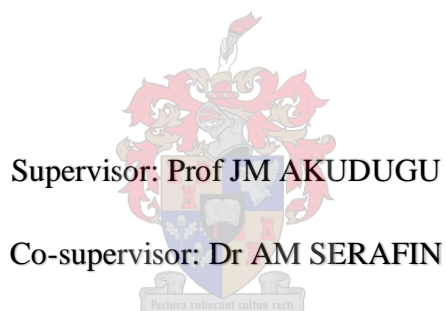 Supervisor: Prof JM AKUDUGU
Co-supervisor: Dr AM SERAFIN
Pectora roborant cultus recti